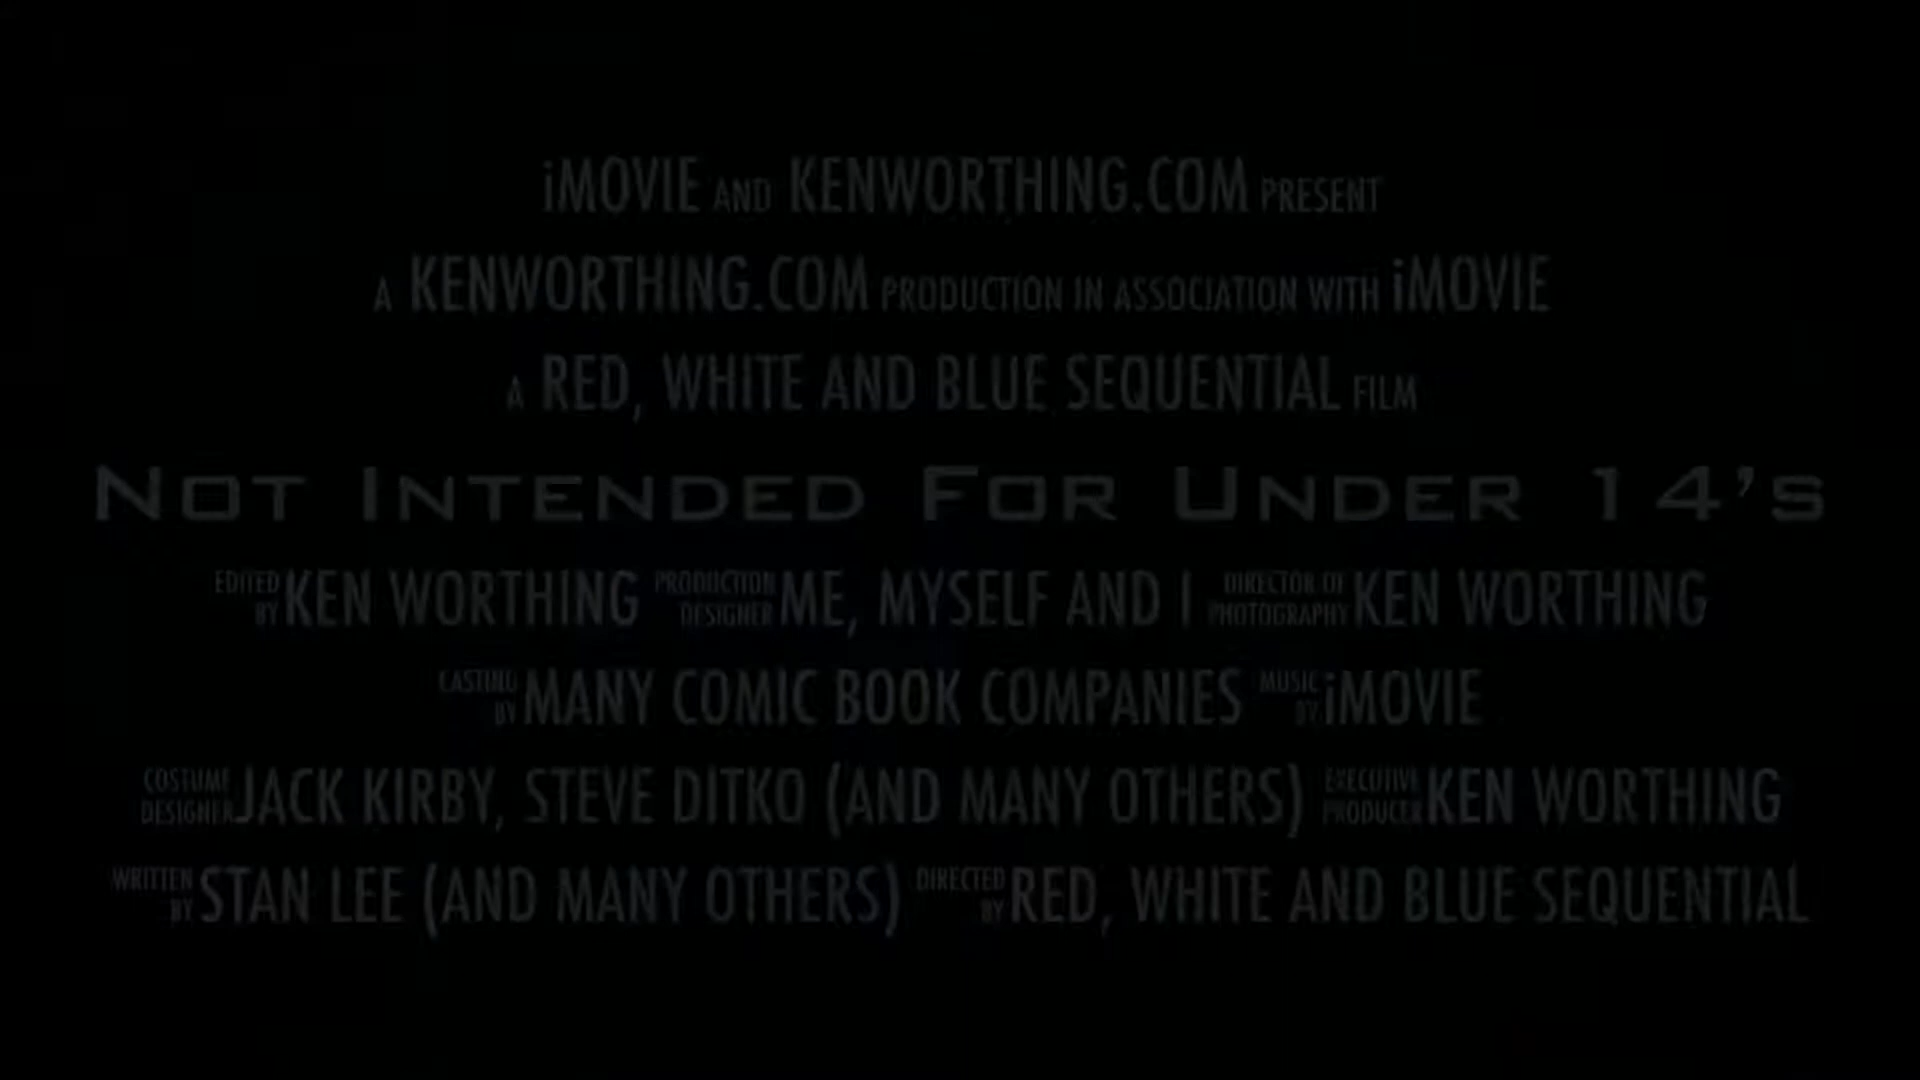 iMOVIE AND KENWORTHING.COM PRESENT
A KENWORTHING.COM PRODUCTION IN ASSOCIATION WITH iMOVIE
A RED, WHITE AND BLUE SEQUENTIAL FILM
NOT INTENDED FOR UNDER 14's
EDITED BY KEN WORTHING PRODUCTION DESIGNER ME, MYSELF AND I DIRECTOR OF PHOTOGRAPHY KEN WORTHING
CASTING BY MANY COMIC BOOK COMPANIES MUSIC BY iMOVIE
COSTUME DESIGNER JACK KIRBY, STEVE DITKO (AND MANY OTHERS) EXECUTIVE PRODUCER KEN WORTHING
WRITTEN BY STAN LEE (AND MANY OTHERS) DIRECTED BY RED, WHITE AND BLUE SEQUENTIAL